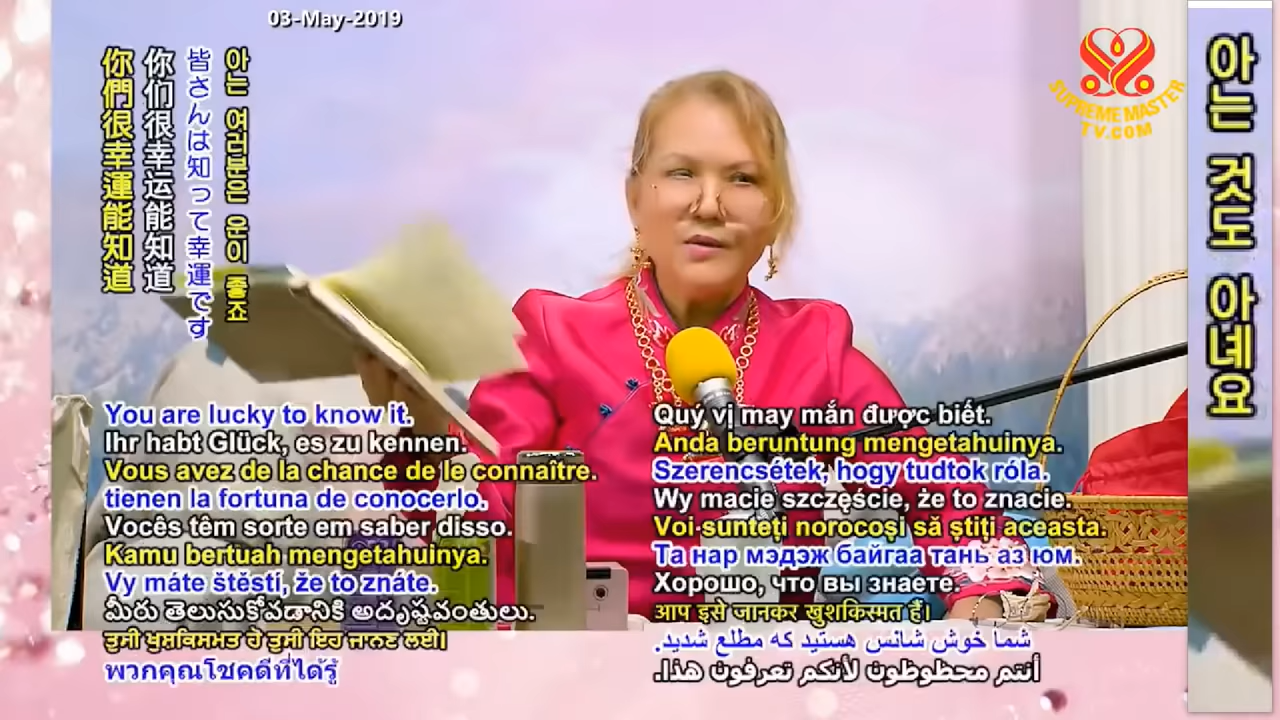 03-May-2019
SUPREME MASTER
TV.COM
아는 것도 아녜요
아는 여러분은 운이 좋죠
皆さんは知って幸運です
你们很幸运能知道
你們很幸運能知道
You are lucky to know it.
Ihr habt Glück, es zu kennen.
Vous avez de la chance de le connaître.
tienen la fortuna de conocerlo.
Vocês têm sorte em saber disso.
Kamu bertuah mengetahuinya.
Vy máte štěstí, že to znáte.
మీరు తెలుసుకోవడానికి అదృష్టవంతులు.
ਤੁਸੀ ਖੁਸ਼ਕਿਸਮਤ ਹੋ ਤੁਸੀ ਇਹ ਜਾਨਣ ਲਈ।
พวกคุณโชคดีที่ได้รู้
Quý vị may mắn được biết.
Anda beruntung mengetahuinya.
Szerencsétek, hogy tudtok róla.
Wy macie szczęście, że to znacie.
Voi sunteți norocoși să știți aceasta.
Та нар мэдэж байгаа тань аз юм.
Хорошо, что вы знаете.
आप इसे जानकर खुशकिस्मत हैं।
شما خوش شانس هستید که مطلع شدید.
أنتم محظوظون لأنكم تعرفون هذا.